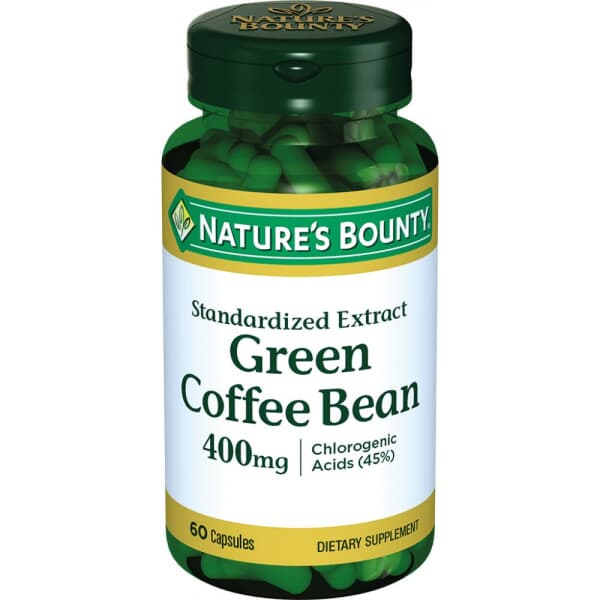 NATURE'S
BOUNTY
NATURE'S BOUNTY®
Standardized Extract
Green
Coffee Bean
400mg
Chlorogenic
Acids (45%)
60 Capsules
DIETARY SUPPLEMENT